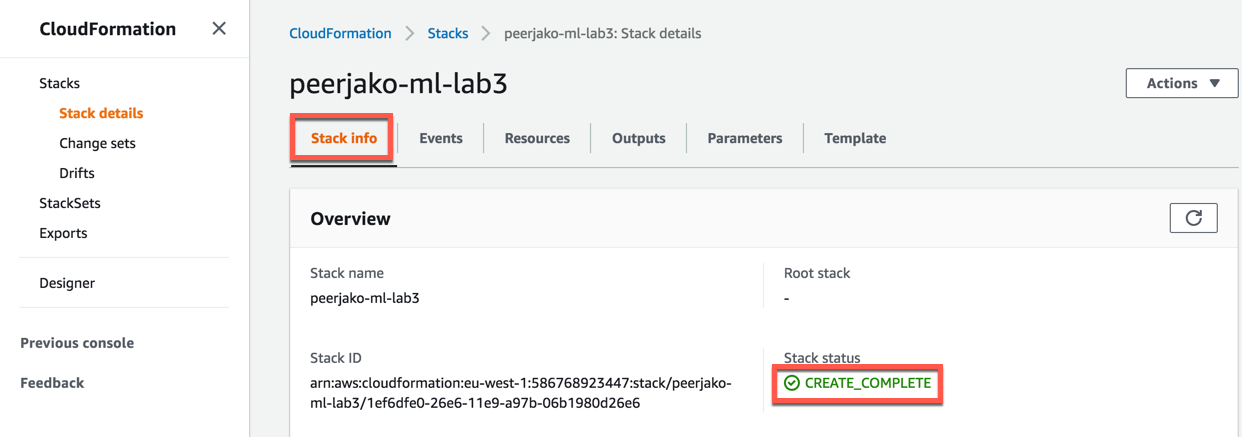 CloudFormation
Stacks
Stack details
Change sets
Drifts
StackSets
Exports
Designer
Previous console
Feedback
CloudFormation > Stacks > peerjako-ml-lab3: Stack details
peerjako-ml-lab3
Actions
Stack info Events Resources Outputs Parameters Template
Overview
Stack name
peerjako-ml-lab3
Root stack
-
Stack ID
arn:aws:cloudformation:eu-west-1:586768923447:stack/peerjako-
ml-lab3/1ef6dfe0-26e6-11e9-a97b-06b1980d26e6
Stack status
CREATE_COMPLETE